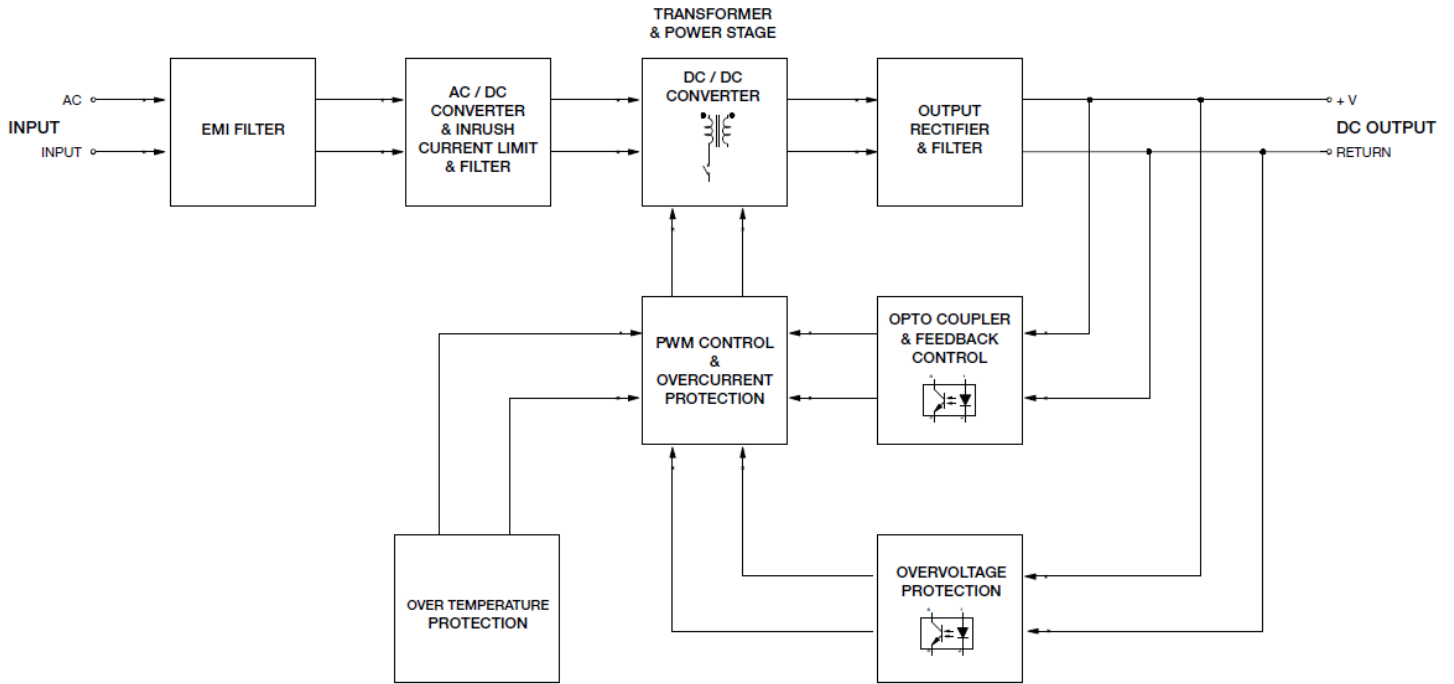 TRANSFORMER
& POWER STAGE
INPUT
AC
INPUT
EMI FILTER
AC / DC
CONVERTER
& INRUSH
CURRENT LIMIT
& FILTER
DC / DC
CONVERTER
OUTPUT
RECTIFIER
& FILTER
+ V
DC OUTPUT
RETURN
PWM CONTROL
&
OVERCURRENT
PROTECTION
OPTO COUPLER
& FEEDBACK
CONTROL
OVER TEMPERATURE
PROTECTION
OVERVOLTAGE
PROTECTION